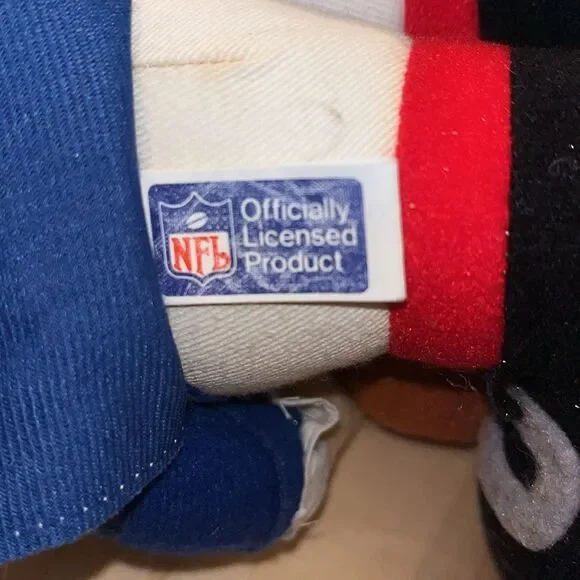 NFL
Officially
Licensed
Product